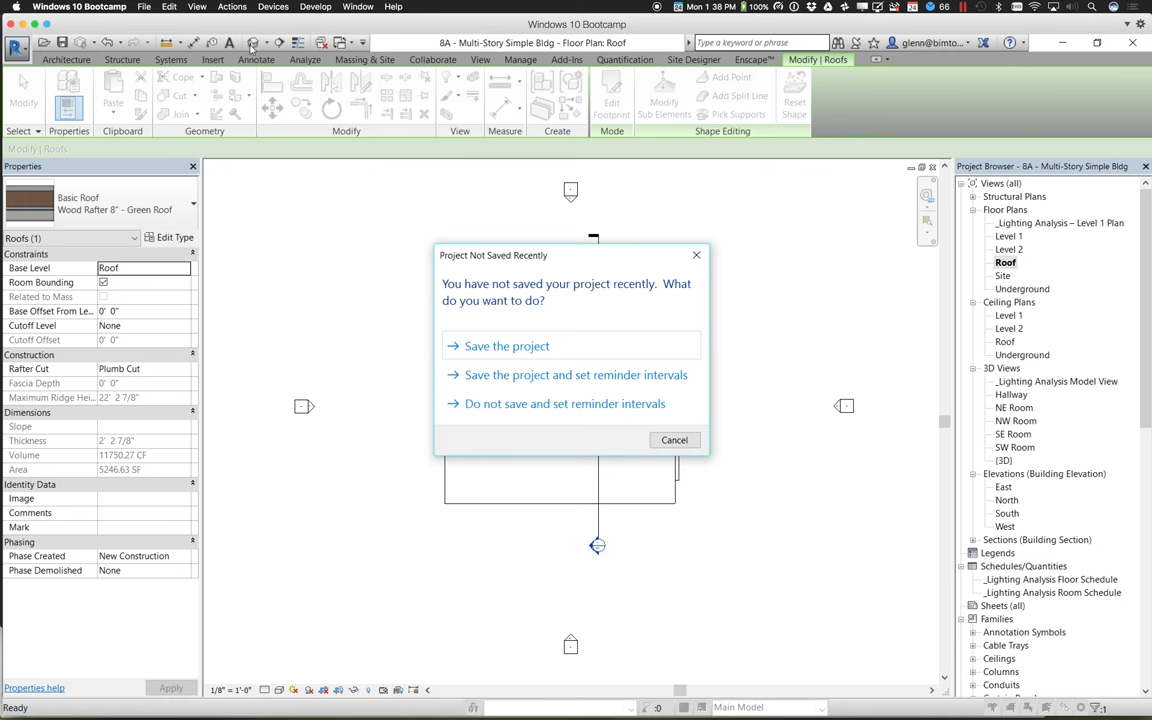 Windows 10 Bootcamp File Edit View Actions Devices Develop Window Help
24 Mon 1 38 PM 100% 24 66
Windows 10 Bootcamp
8A - Multi-Story Simple Bldg - Floor Plan: Roof Type a keyword or phrase glenn@bimto...
Architecture Structure Systems Insert Annotate Analyze Massing & Site Collaborate View Manage Add-Ins Quantification Site Designer Enscape™ Modify | Roofs
Modify Paste Cope Cut Join Edit Footprint Modify Sub Elements Add Point Add Split Line Pick Supports Reset Shape
Select Properties Clipboard Geometry Modify View Measure Create Mode Shape Editing
Modify | Roofs
Properties
Basic Roof
Wood Rafter 8" - Green Roof
Roofs (1) Edit Type
Constraints
Base Level Roof
Room Bounding
Related to Mass
Base Offset From Le... 0' 0"
Cutoff Level None
Cutoff Offset 0' 0"
Construction
Rafter Cut Plumb Cut
Fascia Depth 0' 0"
Maximum Ridge Hei... 22' 2 7/8"
Dimensions
Slope
Thickness 2' 2 7/8"
Volume 11750.27 CF
Area 5246.63 SF
Identity Data
Image
Comments
Mark
Phasing
Phase Created New Construction
Phase Demolished None
Properties help Apply
Project Not Saved Recently
You have not saved your project recently. What
do you want to do?
Save the project
Save the project and set reminder intervals
Do not save and set reminder intervals
Cancel
1/8" = 1'-0"
Project Browser - 8A - Multi-Story Simple Bldg
Views (all)
Structural Plans
Floor Plans
_Lighting Analysis – Level 1 Plan
Level 1
Level 2
Roof
Site
Underground
Ceiling Plans
Level 1
Level 2
Roof
Underground
3D Views
_Lighting Analysis Model View
Hallway
NE Room
NW Room
SE Room
SW Room
{3D}
Elevations (Building Elevation)
East
North
South
West
Sections (Building Section)
Legends
Schedules/Quantities
_Lighting Analysis Floor Schedule
_Lighting Analysis Room Schedule
Sheets (all)
Families
Annotation Symbols
Cable Trays
Ceilings
Columns
Conduits
Ready :0 Main Model :1